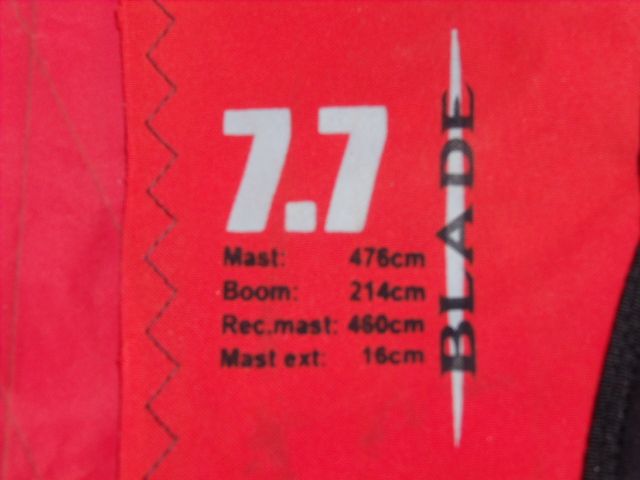 7.7
Mast: 476cm
Boom: 214cm
Rec.mast: 460cm
Mast ext: 16cm
BLADE